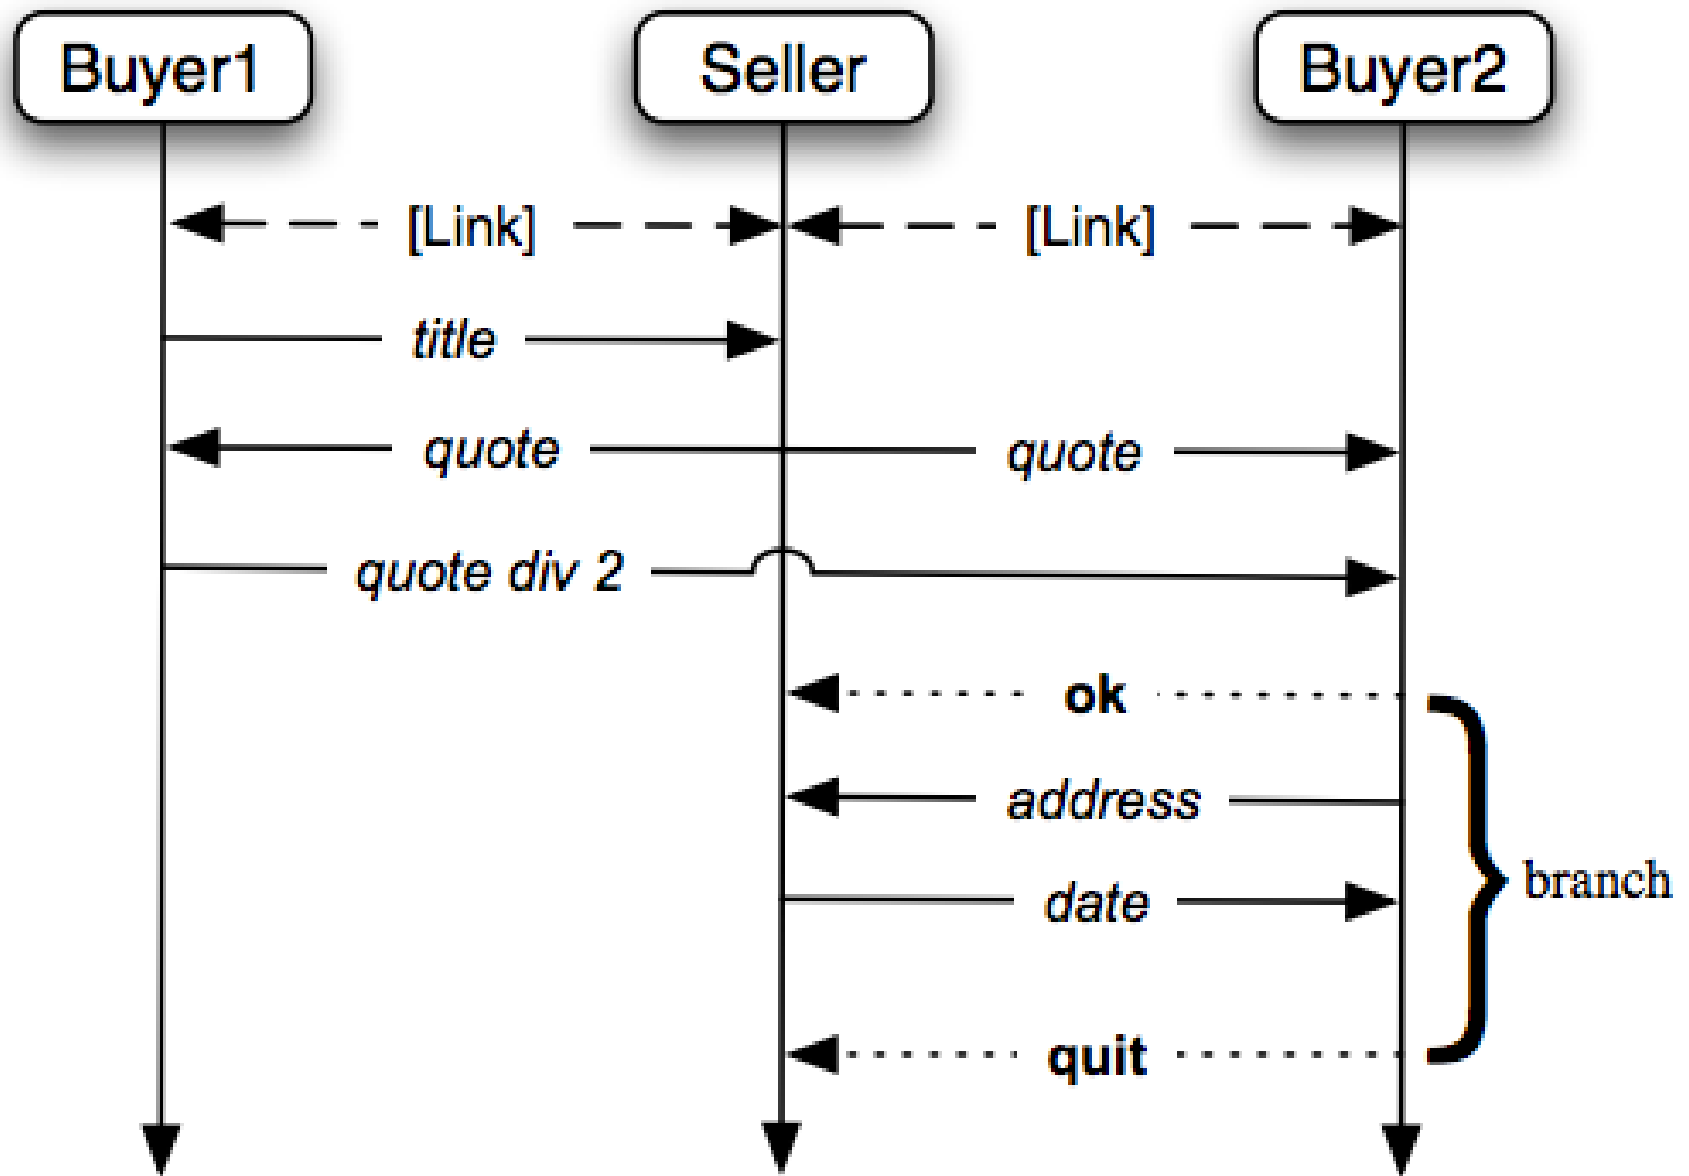 Buyer1 Seller Buyer2
[Link] [Link]
title
quote quote
quote div 2
ok
address
branch
date
quit